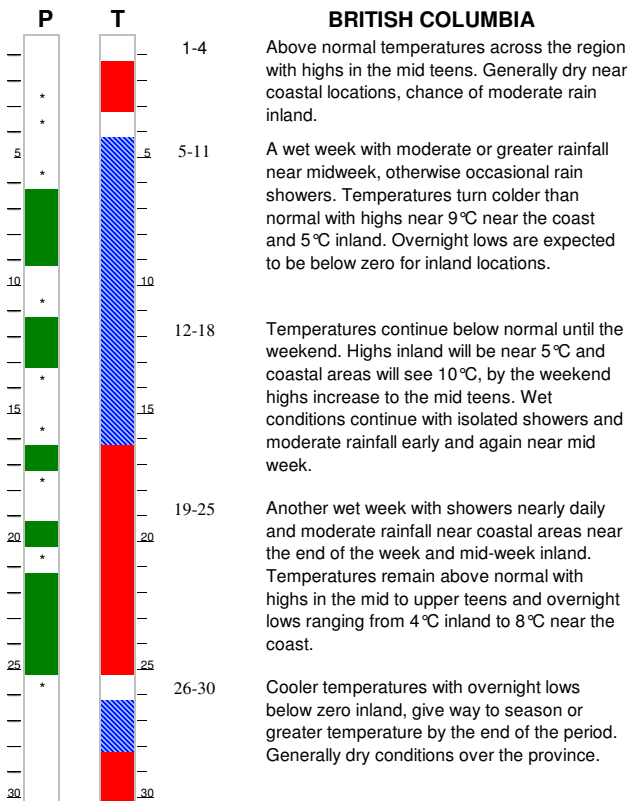 P T BRITISH COLUMBIA
1-4 Above normal temperatures across the region
with highs in the mid teens. Generally dry near
*
coastal locations, chance of moderate rain
*
inland.
5 5 5-11 A wet week with moderate or greater rainfall
*
near midweek, otherwise occasional rain
showers. Temperatures turn colder than
normal with highs near 9°C near the coast
and 5°C inland. Overnight lows are expected
to be below zero for inland locations.
10 10
*
12-18 Temperatures continue below normal until the
weekend. Highs inland will be near 5°C and
*
coastal areas will see 10°C, by the weekend
highs increase to the mid teens. Wet
15 15
conditions continue with isolated showers and
*
moderate rainfall early and again near mid
week.
*
19-25 Another wet week with showers nearly daily
20 20
and moderate rainfall near coastal areas near
*
the end of the week and mid-week inland.
Temperatures remain above normal with
highs in the mid to upper teens and overnight
lows ranging from 4°C inland to 8°C near the
coast.
25 25
*
26-30 Cooler temperatures with overnight lows
below zero inland, give way to season or
greater temperature by the end of the period.
Generally dry conditions over the province.
30 30